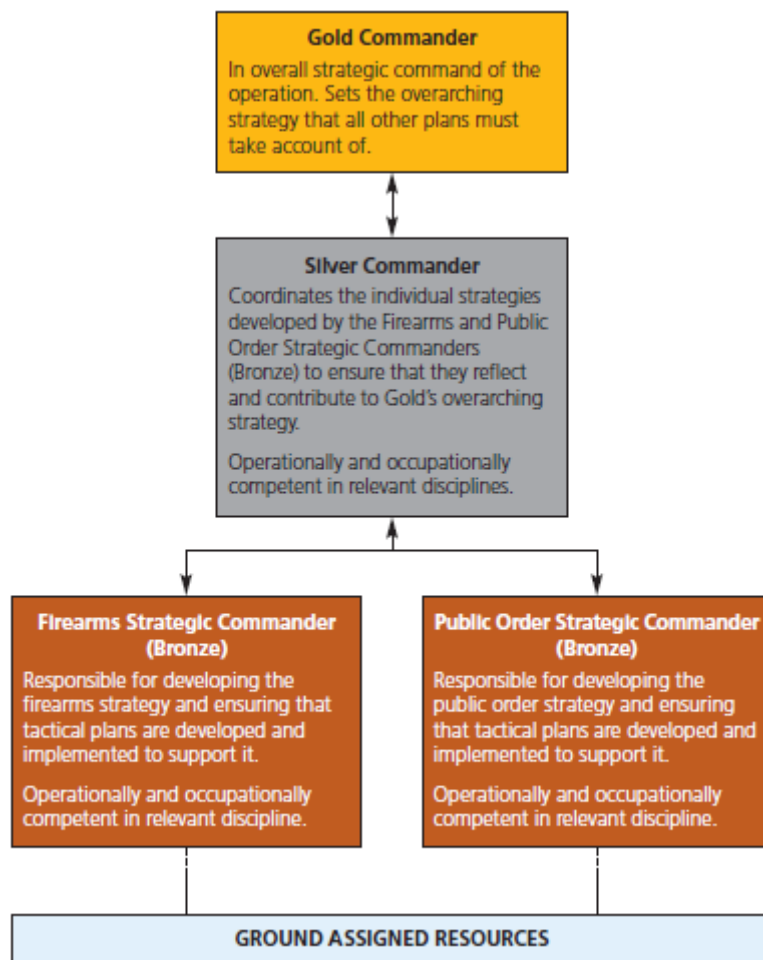 Gold Commander
In overall strategic command of the
operation. Sets the overarching
strategy that all other plans must
take account of.
Silver Commander
Coordinates the individual strategies
developed by the Firearms and Public
Order Strategic Commanders
(Bronze) to ensure that they reflect
and contribute to Gold's overarching
strategy.
Operationally and occupationally
competent in relevant disciplines.
Firearms Strategic Commander
(Bronze)
Responsible for developing the
firearms strategy and ensuring that
tactical plans are developed and
implemented to support it.
Operationally and occupationally
competent in relevant discipline.
Public Order Strategic Commander
(Bronze)
Responsible for developing the
public order strategy and ensuring
that tactical plans are developed and
implemented to support it.
Operationally and occupationally
competent in relevant discipline.
GROUND ASSIGNED RESOURCES